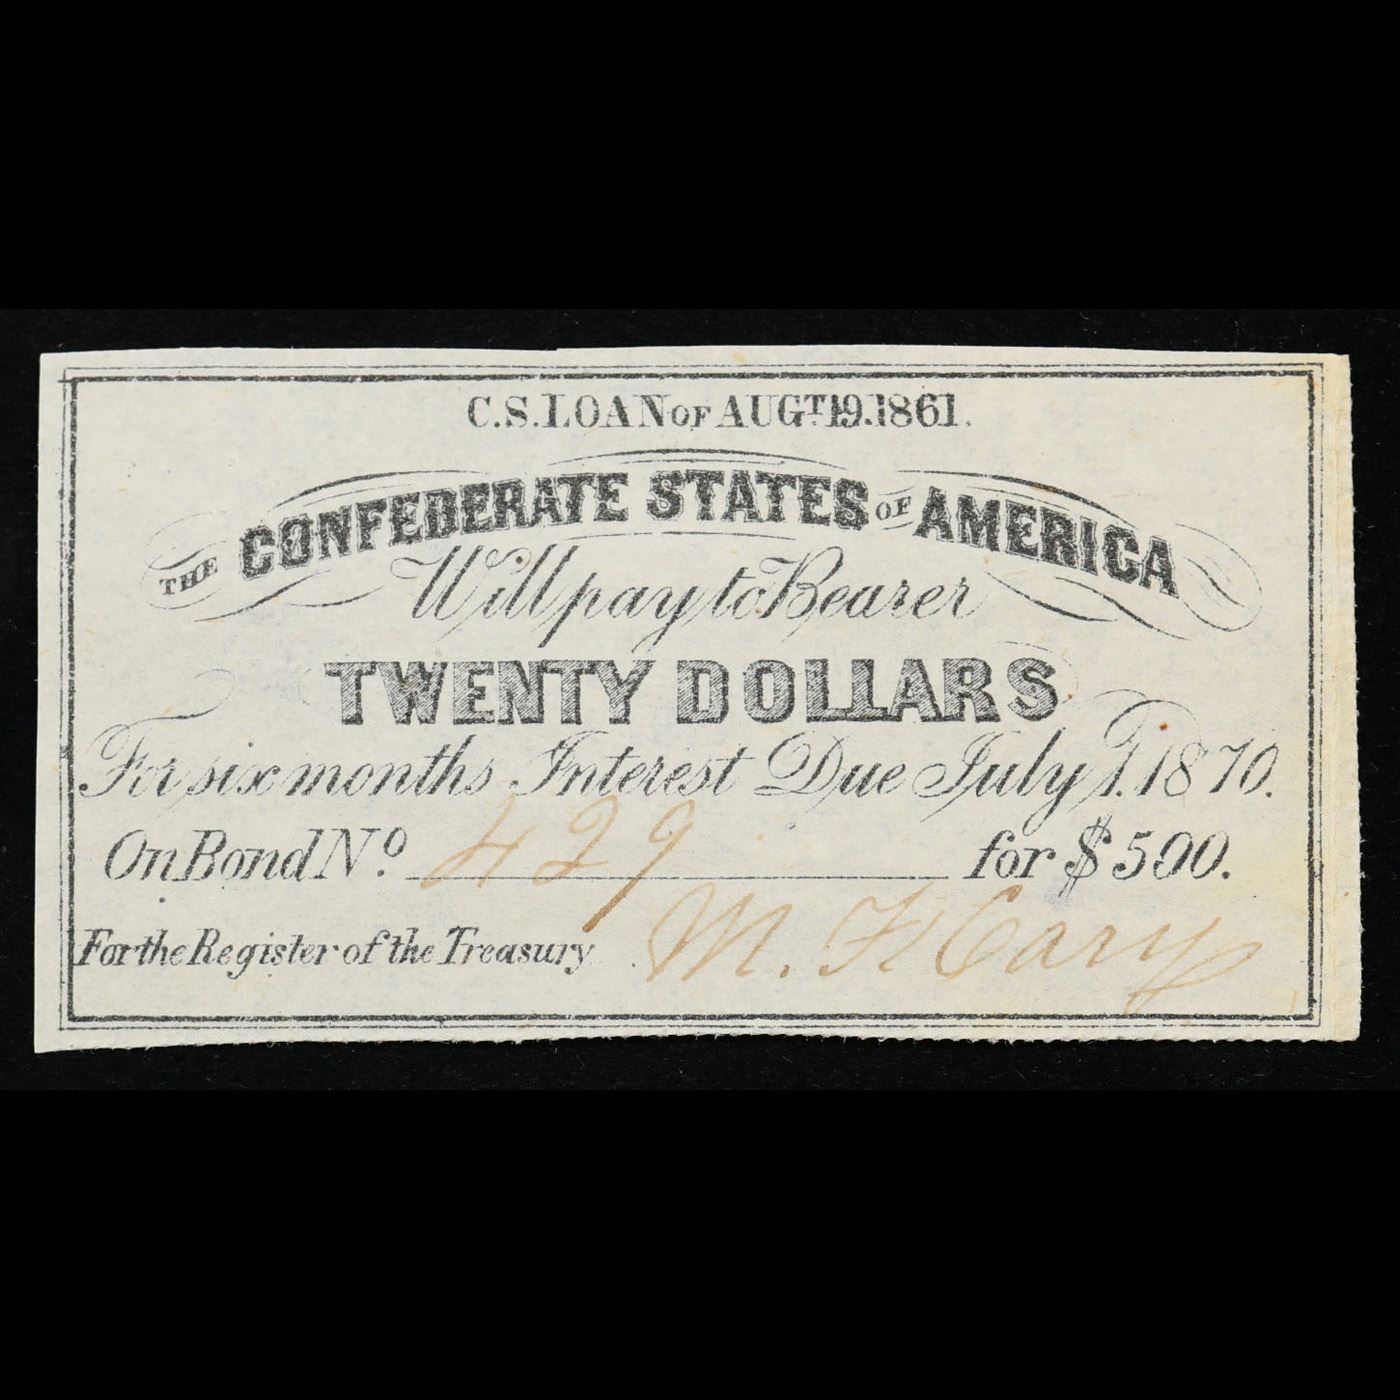 C.S. LOAN OF AUGT. 19. 1861.
THE CONFEDERATE STATES OF AMERICA
Will pay to Bearer
TWENTY DOLLARS
For six months Interest Due July 1. 1870.
On Bond No. 429 for $500.
For the Register of the Treasury M. F. Cary